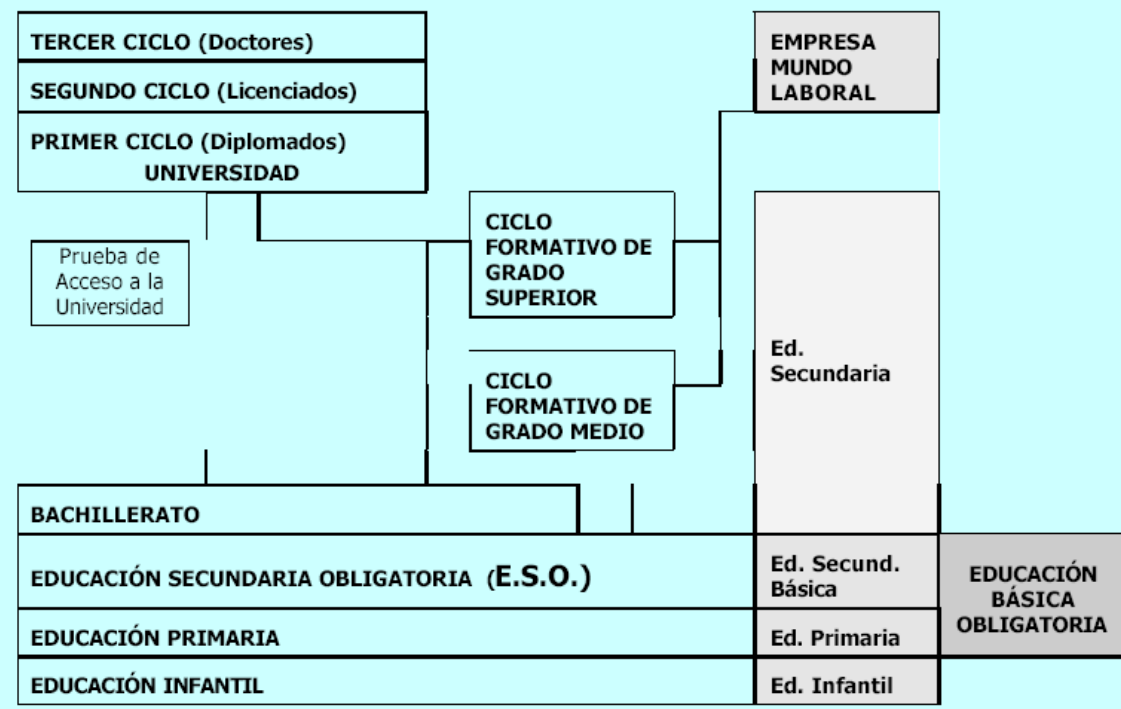 TERCER CICLO (Doctores)
SEGUNDO CICLO (Licenciados)
PRIMER CICLO (Diplomados)
UNIVERSIDAD
EMPRESA
MUNDO
LABORAL
Prueba de
Acceso a la
Universidad
CICLO
FORMATIVO DE
GRADO
SUPERIOR
CICLO
FORMATIVO DE
GRADO MEDIO
Ed.
Secundaria
BACHILLERATO
EDUCACIÓN SECUNDARIA OBLIGATORIA (E.S.O.)
Ed. Secund.
Básica
EDUCACIÓN
BÁSICA
OBLIGATORIA
EDUCACIÓN PRIMARIA
Ed. Primaria
EDUCACIÓN INFANTIL
Ed. Infantil